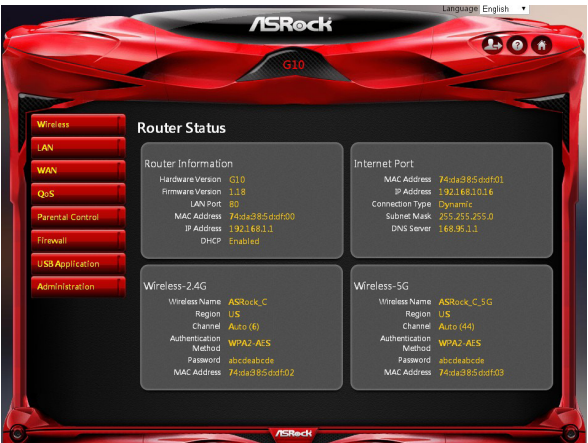 Language English
ASRock
G10
Wireless
LAN
WAN
QoS
Parental Control
Firewall
USB Application
Administration
Router Status
Router Information
Hardware Version G10
Firmware Version 1.18
LAN Port 80
MAC Address 74:da:38:5d:df:00
IP Address 192.168.1.1
DHCP Enabled
Internet Port
MAC Address 74:da:38:5d:df:01
IP Address 192.168.10.16
Connection Type Dynamic
Subnet Mask 255.255.255.0
DNS Server 168.95.1.1
Wireless-2.4G
Wireless Name ASRock_C
Region US
Channel Auto (6)
Authentication
Method WPA2-AES
Password abcdeabcde
MAC Address 74:da:38:5d:df:02
Wireless-5G
Wireless Name ASRock_C_5G
Region US
Channel Auto (44)
Authentication
Method WPA2-AES
Password abcdeabcde
MAC Address 74:da:38:5d:df:03
ASRock